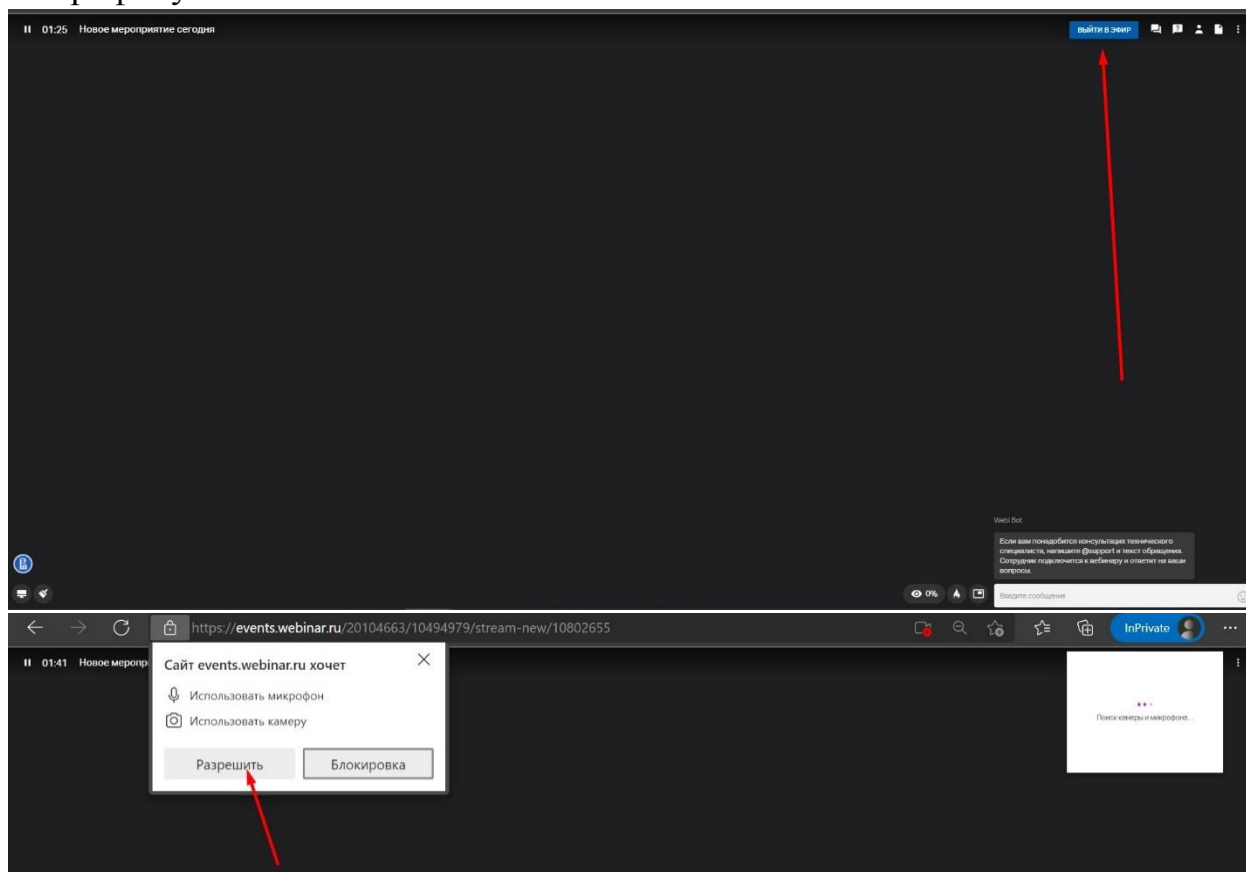 01:25 Новое мероприятие сегодня
ВЫЙТИ В ЭФИР
Webi Bot
Если вам понадобится консультация технического
специалиста, напишите @support и текст обращения.
Сотрудник подключится к вебинару и ответит на ваши
вопросы.
0%
Введите сообщение
https://events.webinar.ru/20104663/10494979/stream-new/10802655
InPrivate
01:41 Новое меропр
Сайт events.webinar.ru хочет
Использовать микрофон
Использовать камеру
Разрешить
Блокировка
Поиск камеры и микрофона...